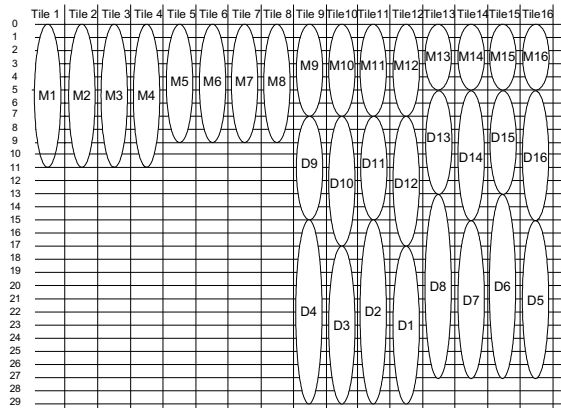 Tile 1 Tile 2 Tile 3 Tile 4 Tile 5 Tile 6 Tile 7 Tile 8 Tile 9 Tile10 Tile11 Tile12 Tile13 Tile14 Tile15 Tile16
0
1
2
M13 M14 M15 M16
3
M9 M10 M11 M12
4
M5 M6 M7 M8
5
M1 M2 M3 M4
6
7
8
D13 D15
9
10
D14 D16
D9 D11
11
12
D10 D12
13
14
15
16
17
18
19
20
D8 D6
21
D7 D5
22
D4 D2
23
D3 D1
24
25
26
27
28
29